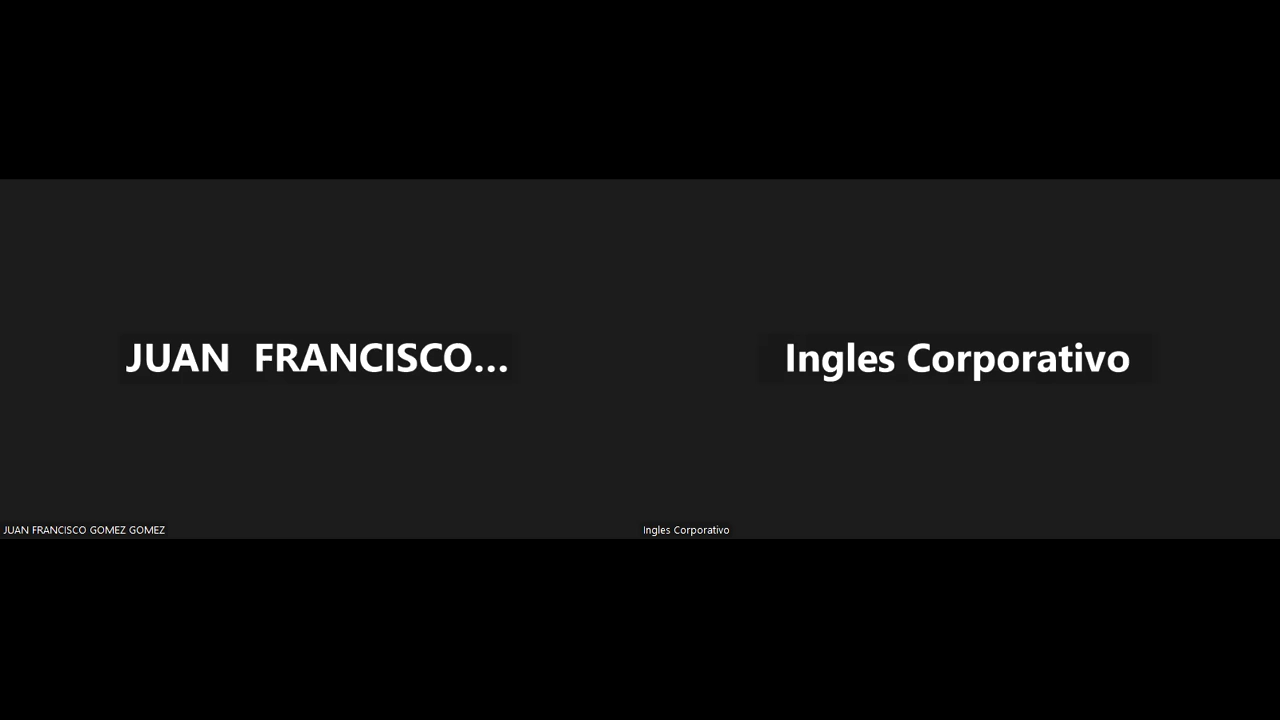 JUAN  FRANCISCO...
Ingles Corporativo
JUAN FRANCISCO GOMEZ GOMEZ
Ingles Corporativo